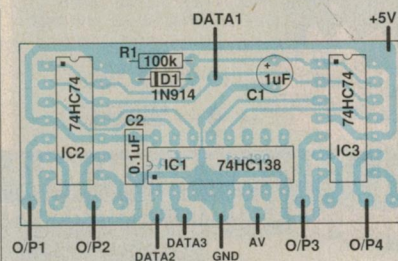 DATA1
+5V
R1
100k
D1
1N914
+
1uF
C1
74HC74
IC2
C2
0.1uF
IC1 74HC138
74HC74
IC3
O/P1
O/P2
DATA2
DATA3
GND
AV
O/P3
O/P4